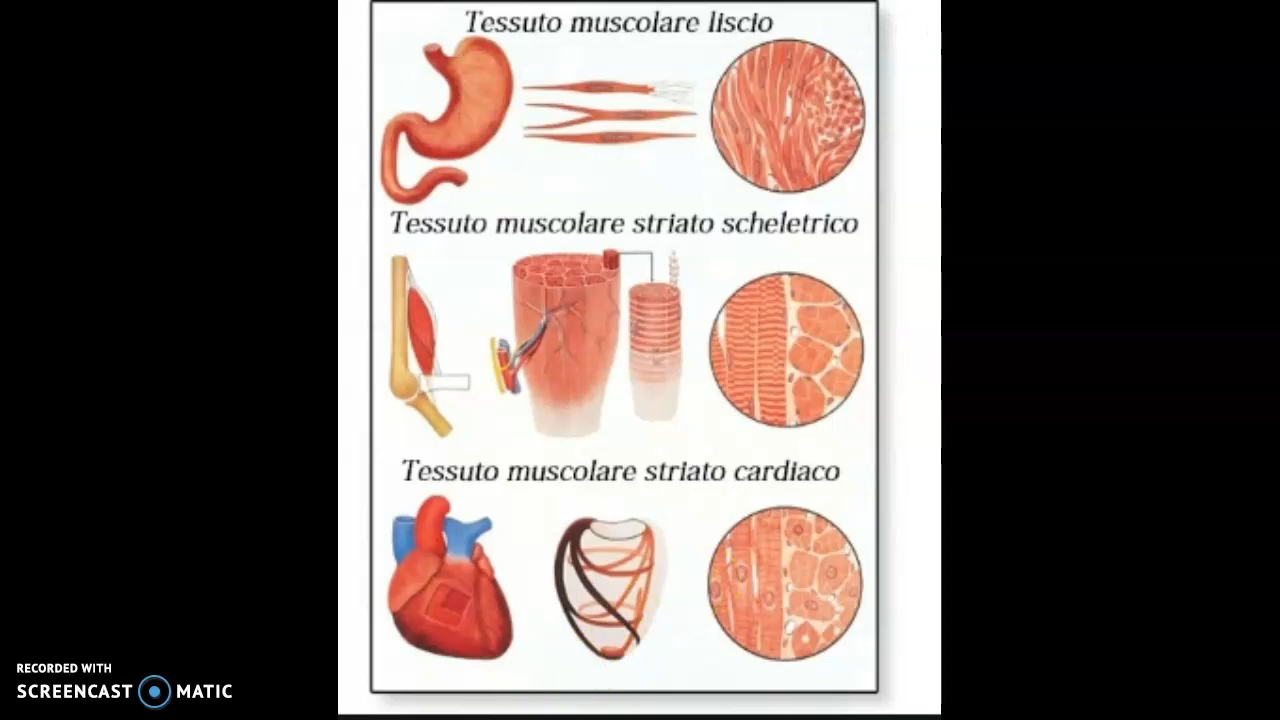 Tessuto muscolare liscio
Tessuto muscolare striato scheletrico
Tessuto muscolare striato cardiaco
RECORDED WITH
SCREENCAST MATIC